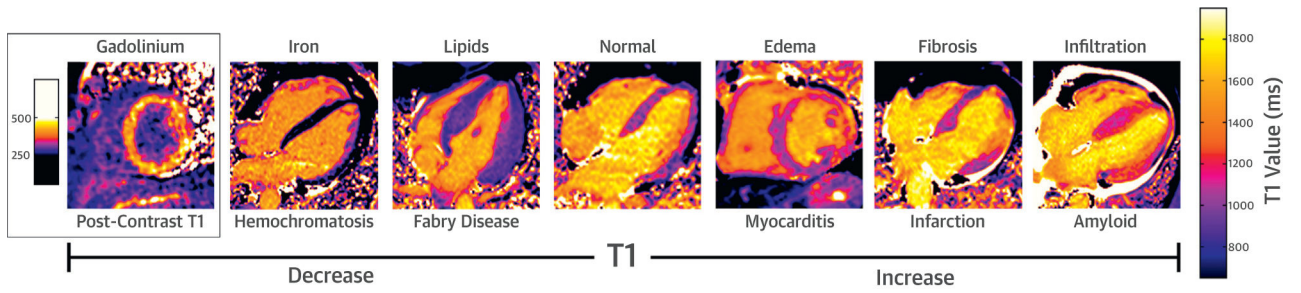 Gadolinium Iron Lipids Normal Edema Fibrosis Infiltration
500
250
1800
1600
1400
1200
1000
800
T1 Value (ms)
Post-Contrast T1 Hemochromatosis Fabry Disease Myocarditis Infarction Amyloid
T1
Decrease Increase